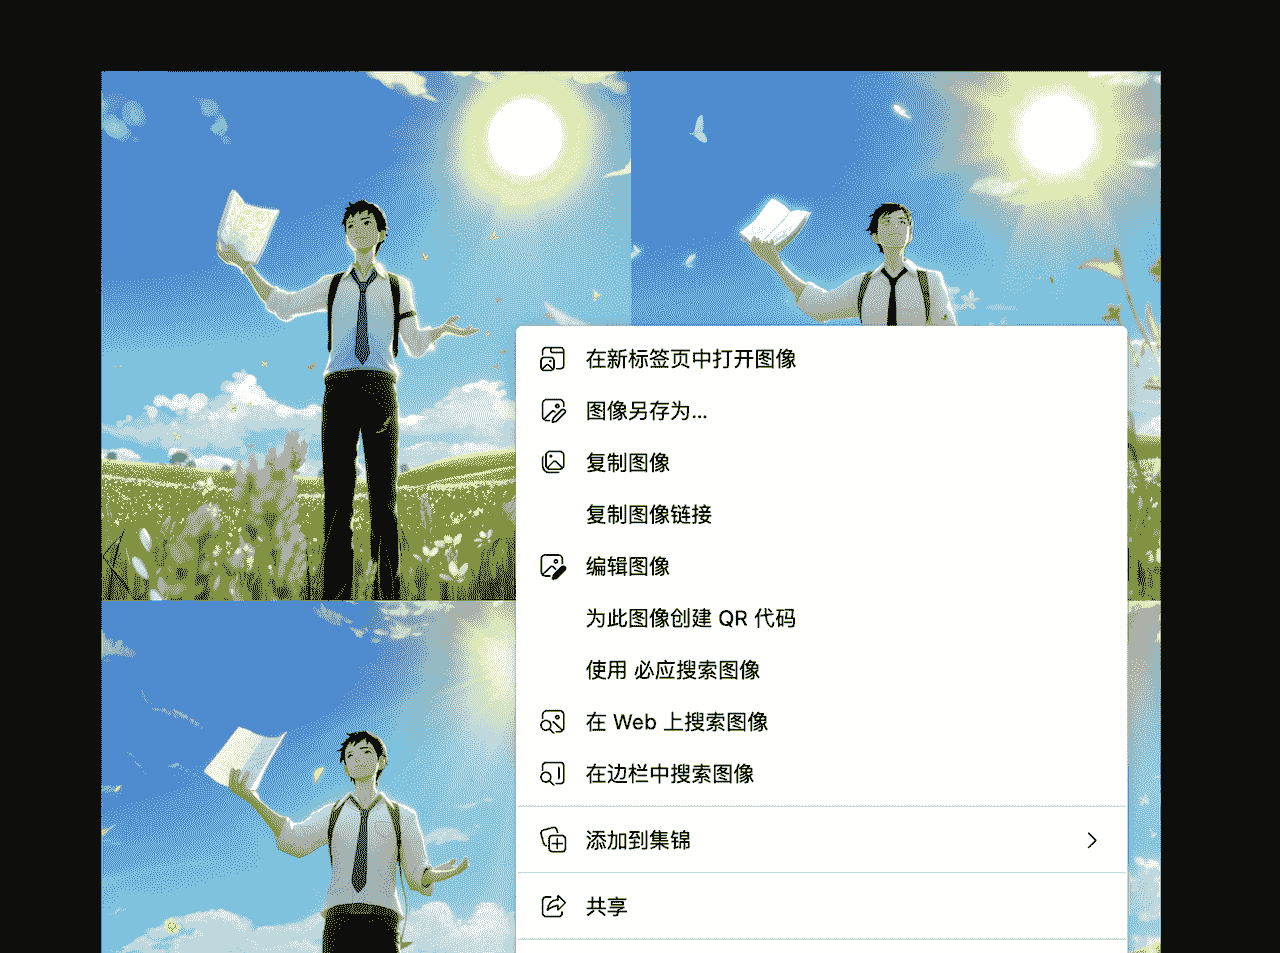 在新标签页中打开图像
图像另存为...
复制图像
复制图像链接
编辑图像
为此图像创建 QR 代码
使用 必应搜索图像
在 Web 上搜索图像
在边栏中搜索图像
添加到集锦
共享